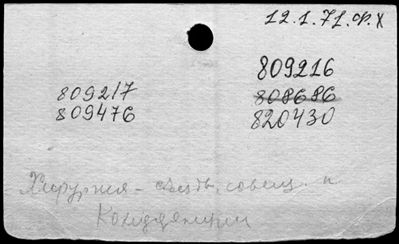 12.1.71. Ф.Х
809216
809217
808686
809476
820430
Хирургия - съезды, совещ. и
Конференции